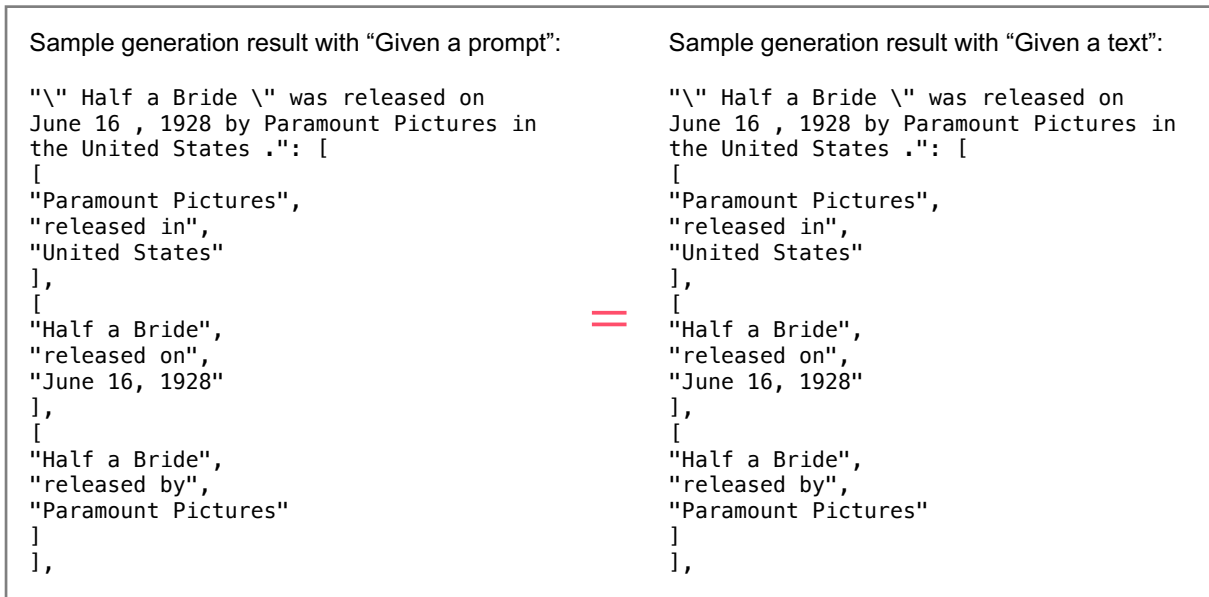 Sample generation result with “Given a prompt”:
"\" Half a Bride \" was released on
June 16 , 1928 by Paramount Pictures in
the United States .": [
[
"Paramount Pictures",
"released in",
"United States"
],
[
"Half a Bride",
"released on",
"June 16, 1928"
],
[
"Half a Bride",
"released by",
"Paramount Pictures"
]
],
=
Sample generation result with “Given a text”:
"\" Half a Bride \" was released on
June 16 , 1928 by Paramount Pictures in
the United States .": [
[
"Paramount Pictures",
"released in",
"United States"
],
[
"Half a Bride",
"released on",
"June 16, 1928"
],
[
"Half a Bride",
"released by",
"Paramount Pictures"
]
],